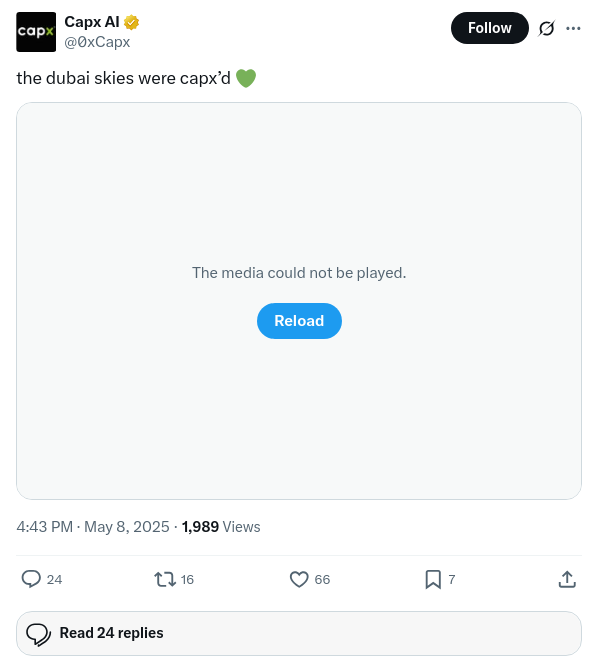 capx
Capx AI
@0xCapx
Follow
the dubai skies were capx’d 💚
The media could not be played.
Reload
4:43 PM · May 8, 2025 · 1,989 Views
24
16
66
7
Read 24 replies